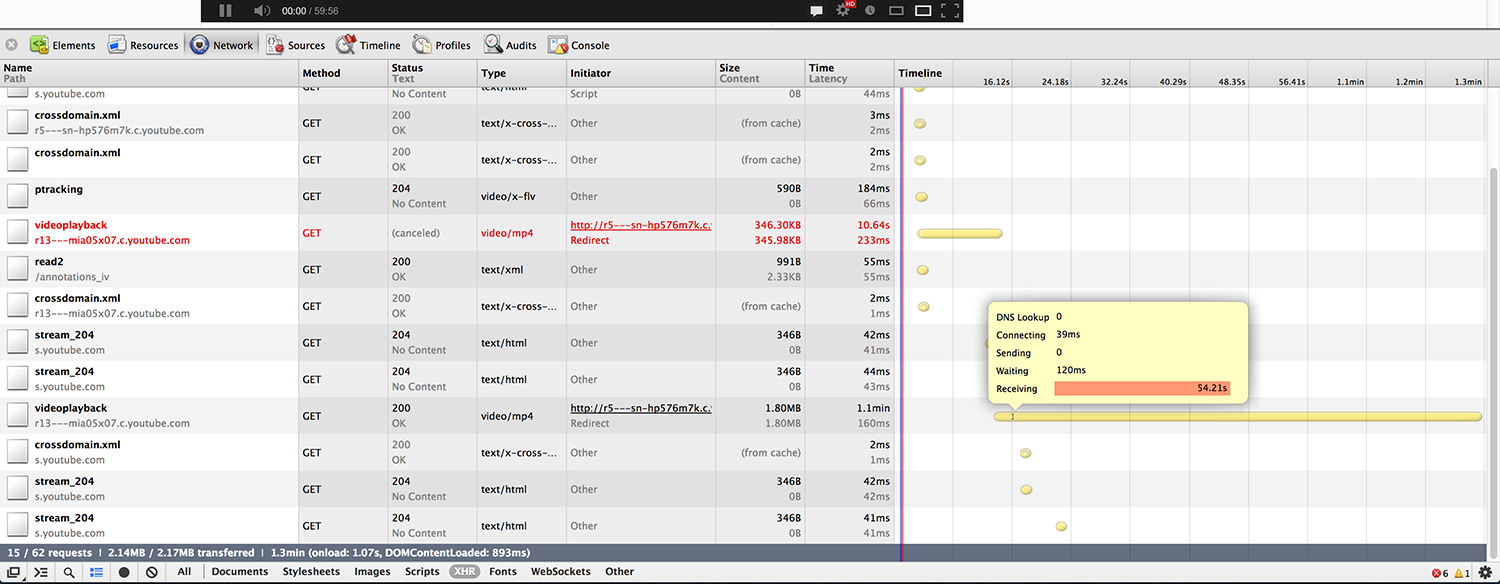 00:00 / 59:56
HD
Elements Resources Network Sources Timeline Profiles Audits Console
Name Path Method Status Text Type Initiator Size Content Time Latency Timeline 16.12s 24.18s 32.24s 40.29s 48.35s 56.41s 1.1min 1.2min 1.3min
s.youtube.com GET No Content text/html Script 0B 44ms
crossdomain.xml 200 3ms
r5---sn-hp576m7k.c.youtube.com GET OK text/x-cross-... Other (from cache) 2ms
crossdomain.xml 200 2ms
GET OK text/x-cross-... Other (from cache) 2ms
ptracking 204 590B 184ms
GET No Content video/x-flv Other 0B 66ms
videoplayback http://r5---sn-hp576m7k.c. 346.30KB 10.64s
r13---mia05x07.c.youtube.com GET (canceled) video/mp4 Redirect 345.98KB 233ms
read2 200 991B 55ms
/annotations_iv GET OK text/xml Other 2.33KB 55ms
crossdomain.xml 200 2ms
r13---mia05x07.c.youtube.com GET OK text/x-cross-... Other (from cache) 1ms
stream_204 204 346B 42ms
s.youtube.com GET No Content text/html Other 0B 41ms
stream_204 204 346B 44ms
s.youtube.com GET No Content text/html Other 0B 43ms
DNS Lookup 0
Connecting 39ms
Sending 0
Waiting 120ms
Receiving 54.21s
videoplayback 200 http://r5---sn-hp576m7k.c. 1.80MB 1.1min
r13---mia05x07.c.youtube.com GET OK video/mp4 Redirect 1.80MB 160ms
crossdomain.xml 200 2ms
s.youtube.com GET OK text/x-cross-... Other (from cache) 1ms
stream_204 204 346B 42ms
s.youtube.com GET No Content text/html Other 0B 42ms
stream_204 204 346B 41ms
s.youtube.com GET No Content text/html Other 0B 41ms
15 / 62 requests | 2.14MB / 2.17MB transferred | 1.3min (onload: 1.07s, DOMContentLoaded: 893ms)
All Documents Stylesheets Images Scripts XHR Fonts WebSockets Other 6 1